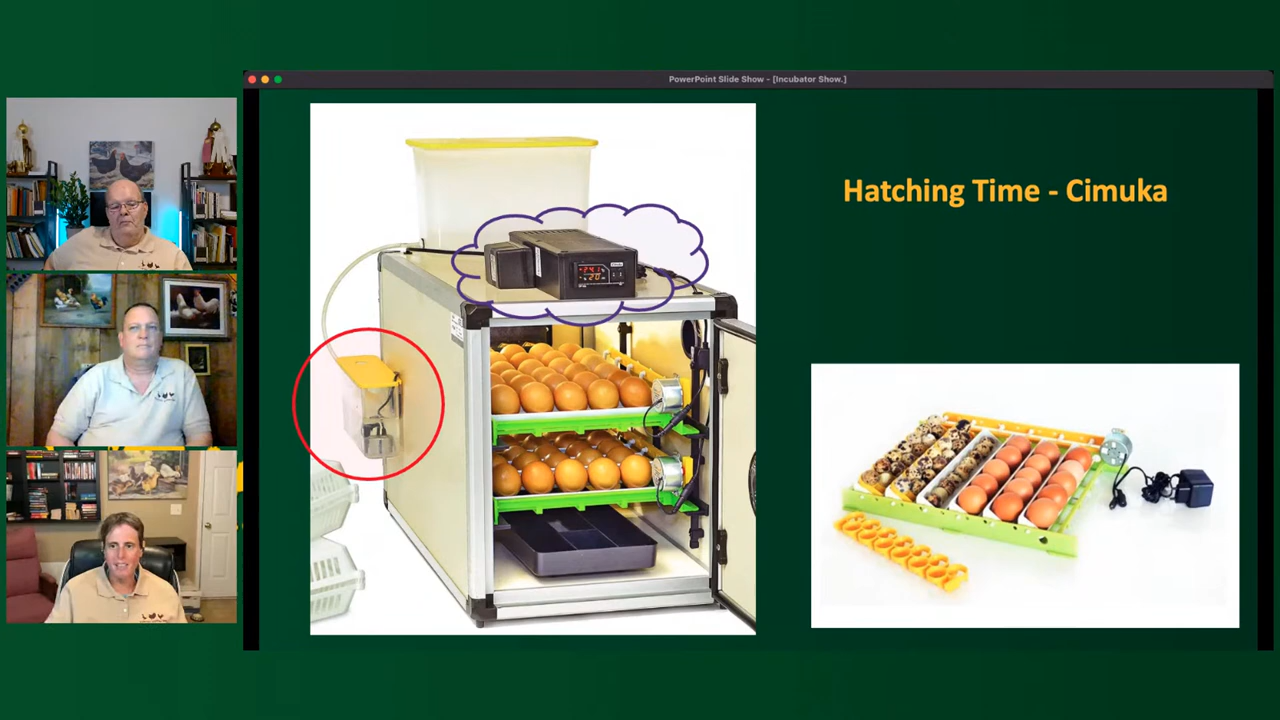 PowerPoint Slide Show - [Incubator Show.]
Hatching Time - Cimuka